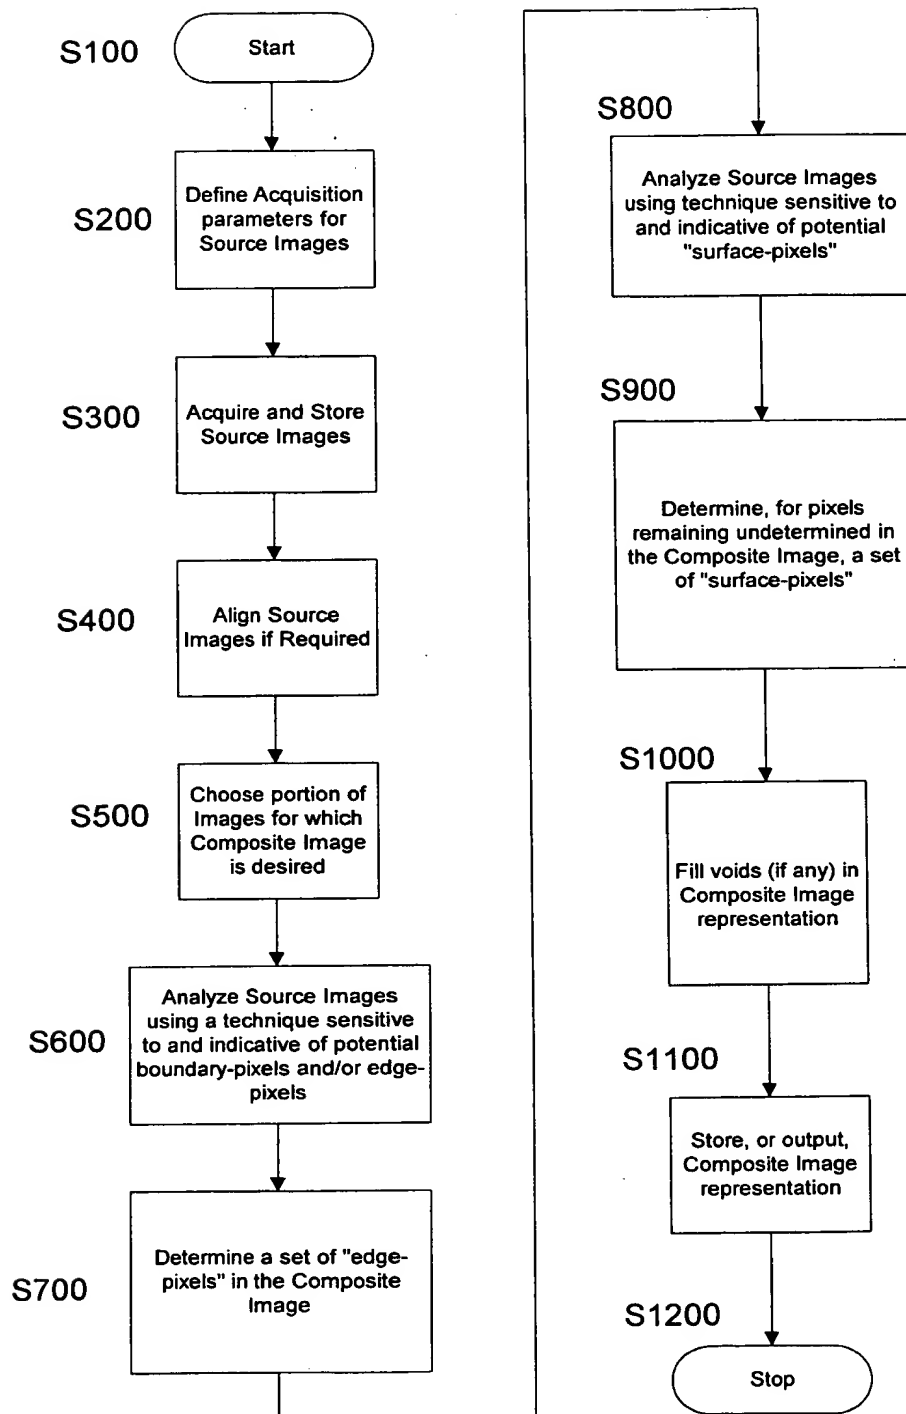 S100
Start
S200
Define Acquisition
parameters for
Source Images
S300
Acquire and Store
Source Images
S400
Align Source
Images if Required
S500
Choose portion of
Images for which
Composite Image
is desired
S600
Analyze Source Images
using a technique sensitive
to and indicative of potential
boundary-pixels and/or edge-
pixels
S700
Determine a set of "edge-
pixels" in the Composite
Image
S800
Analyze Source Images
using technique sensitive to
and indicative of potential
"surface-pixels"
S900
Determine, for pixels
remaining undetermined in
the Composite Image, a set
of "surface-pixels"
S1000
Fill voids (if any) in
Composite Image
representation
S1100
Store, or output,
Composite Image
representation
S1200
Stop